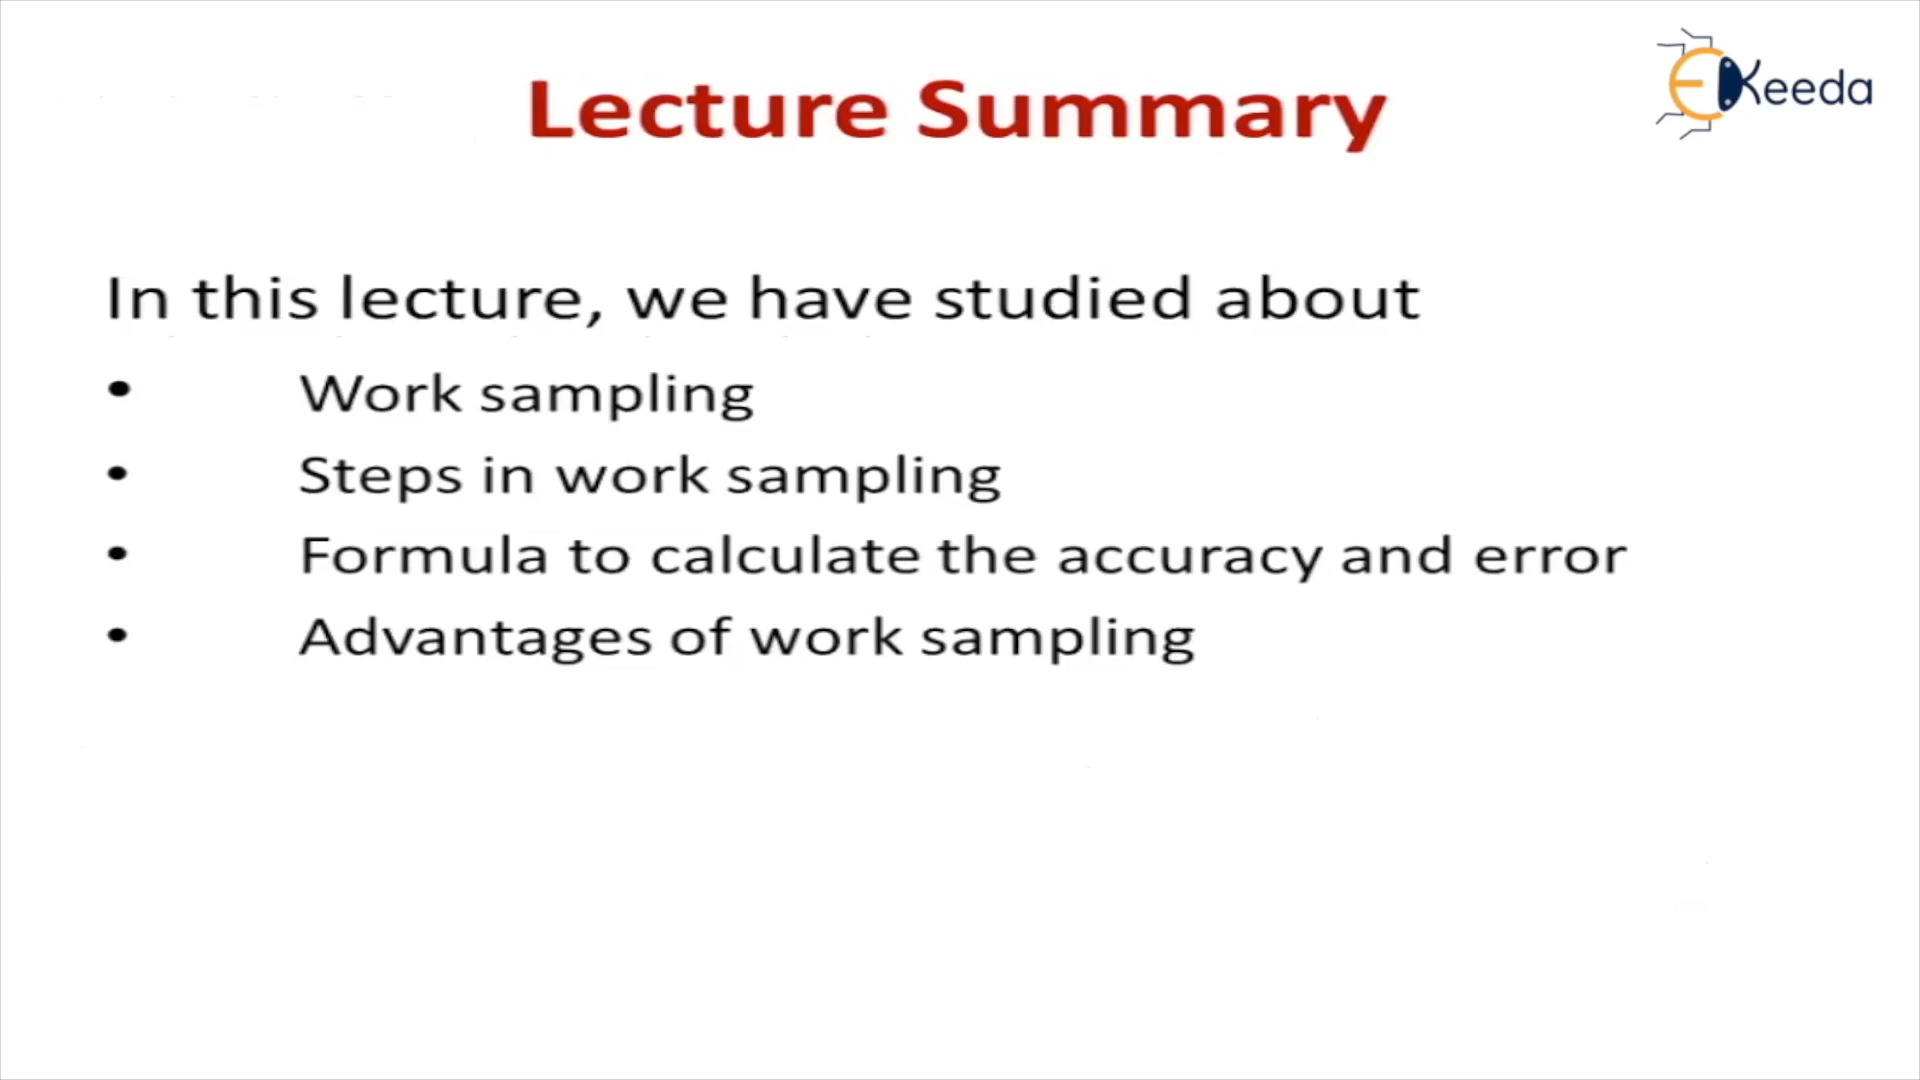 EKeeda
Lecture Summary
In this lecture, we have studied about
• Work sampling
• Steps in work sampling
• Formula to calculate the accuracy and error
• Advantages of work sampling